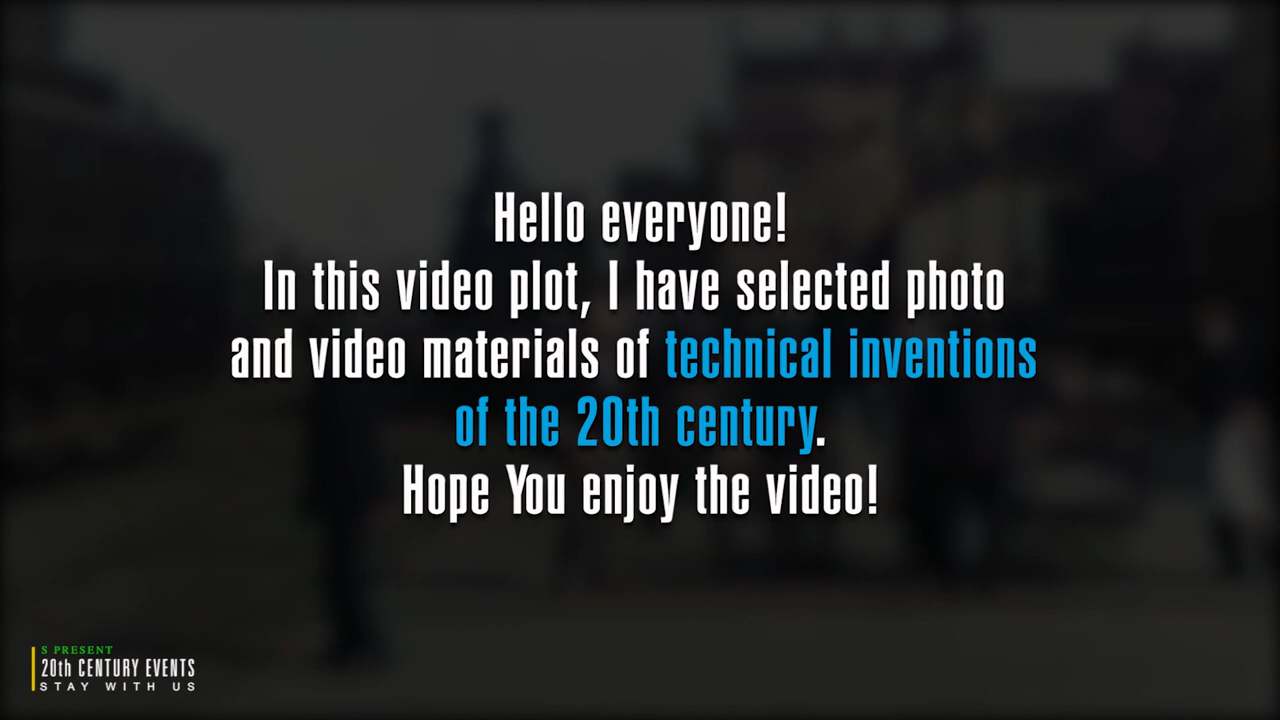 Hello everyone!
In this video plot, I have selected photo
and video materials of technical inventions
of the 20th century.
Hope You enjoy the video!
S PRESENT
20th CENTURY EVENTS
STAY WITH US